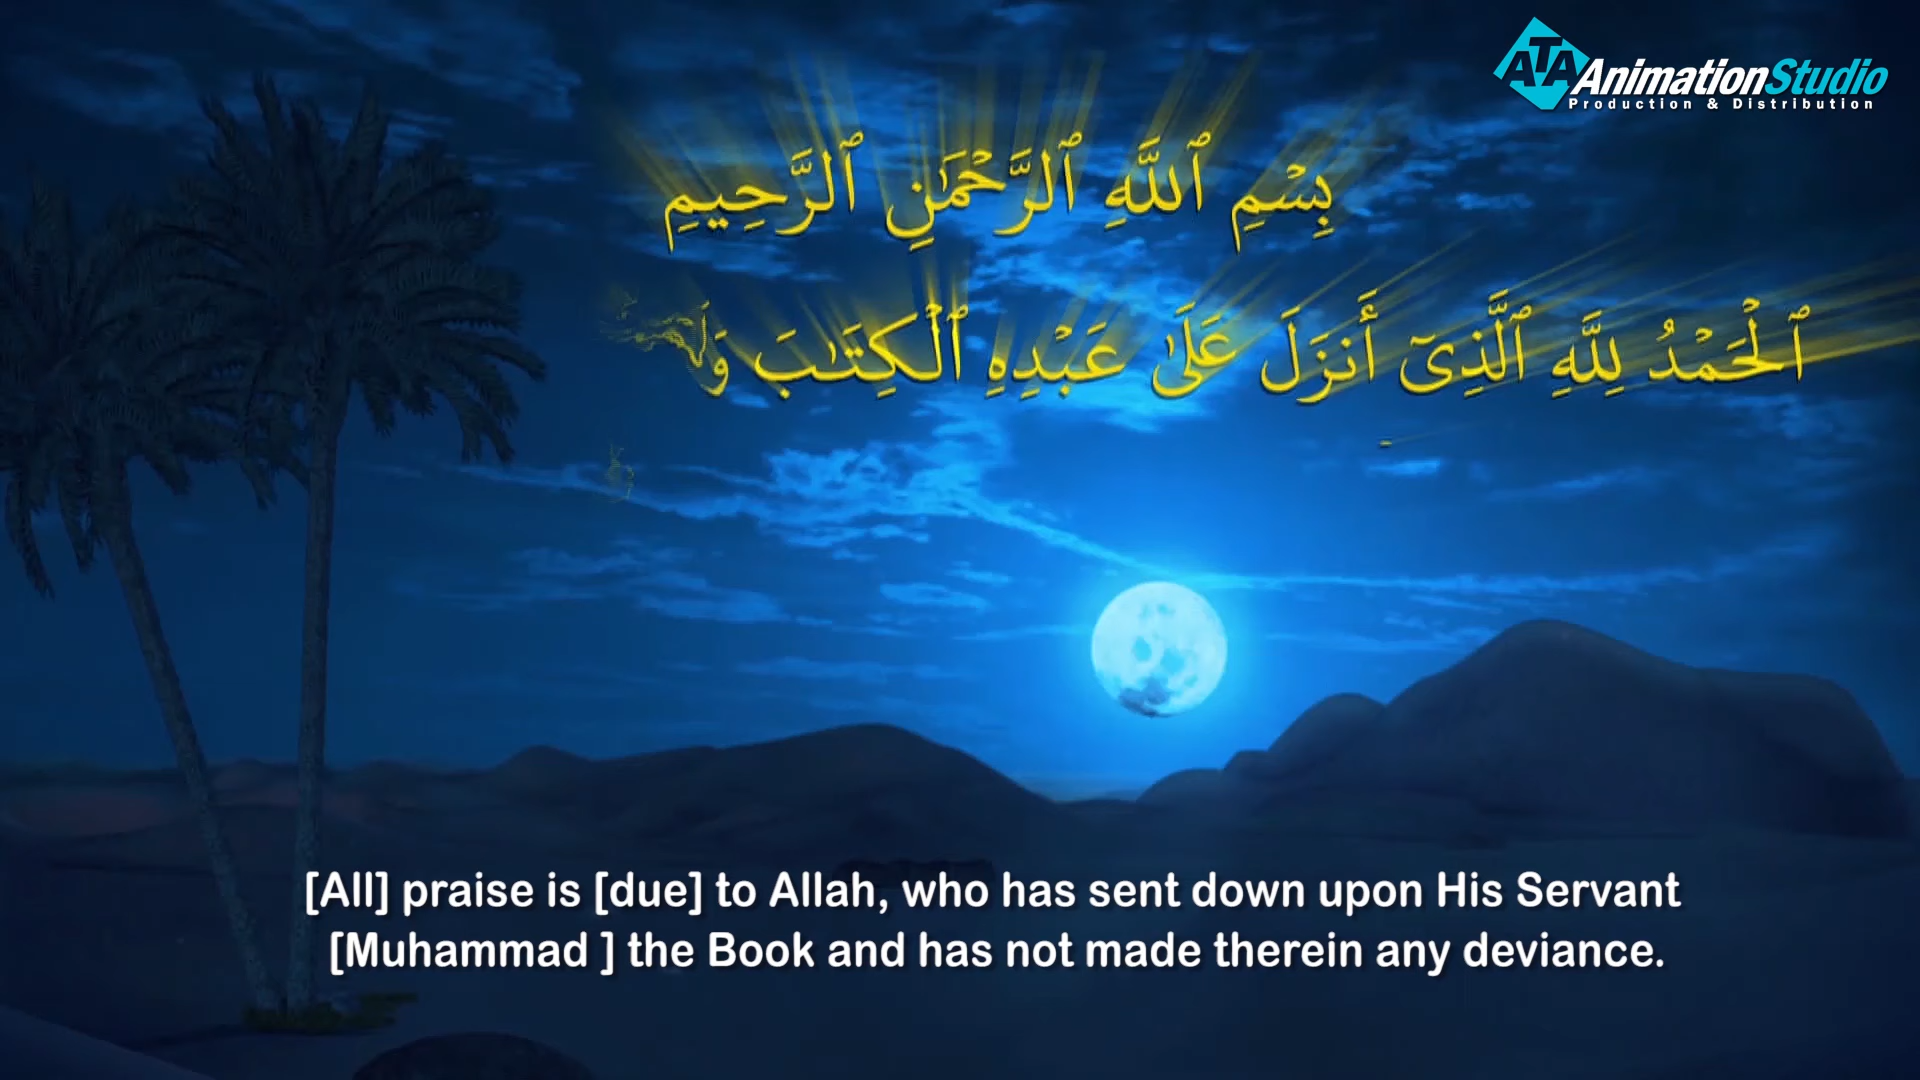 ATA AnimationStudio
Production & Distribution
بِسْمِ ٱللَّهِ ٱلرَّحْمَٰنِ ٱلرَّحِيمِ
ٱلْحَمْدُ لِلَّهِ ٱلَّذِىٓ أَنزَلَ عَلَىٰ عَبْدِهِ ٱلْكِتَٰبَ
[All] praise is [due] to Allah, who has sent down upon His Servant
[Muhammad ] the Book and has not made therein any deviance.